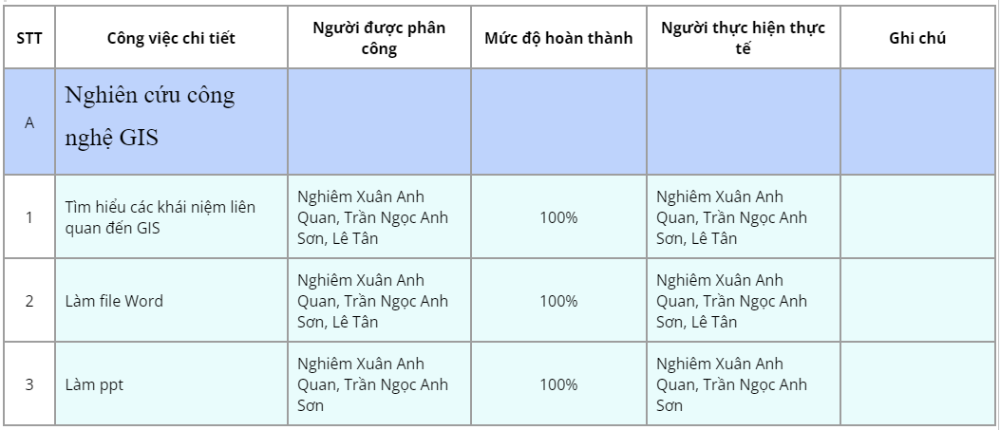 STT
Công việc chi tiết
Người được phân
công
Mức độ hoàn thành
Người thực hiện thực
tế
Ghi chú
A
Nghiên cứu công
nghệ GIS
1
Tìm hiểu các khái niệm liên
quan đến GIS
Nghiêm Xuân Anh
Quan, Trần Ngọc Anh
Sơn, Lê Tân
100%
Nghiêm Xuân Anh
Quan, Trần Ngọc Anh
Sơn, Lê Tân
2
Làm file Word
Nghiêm Xuân Anh
Quan, Trần Ngọc Anh
Sơn, Lê Tân
100%
Nghiêm Xuân Anh
Quan, Trần Ngọc Anh
Sơn, Lê Tân
3
Làm ppt
Nghiêm Xuân Anh
Quan, Trần Ngọc Anh
Sơn
100%
Nghiêm Xuân Anh
Quan, Trần Ngọc Anh
Sơn